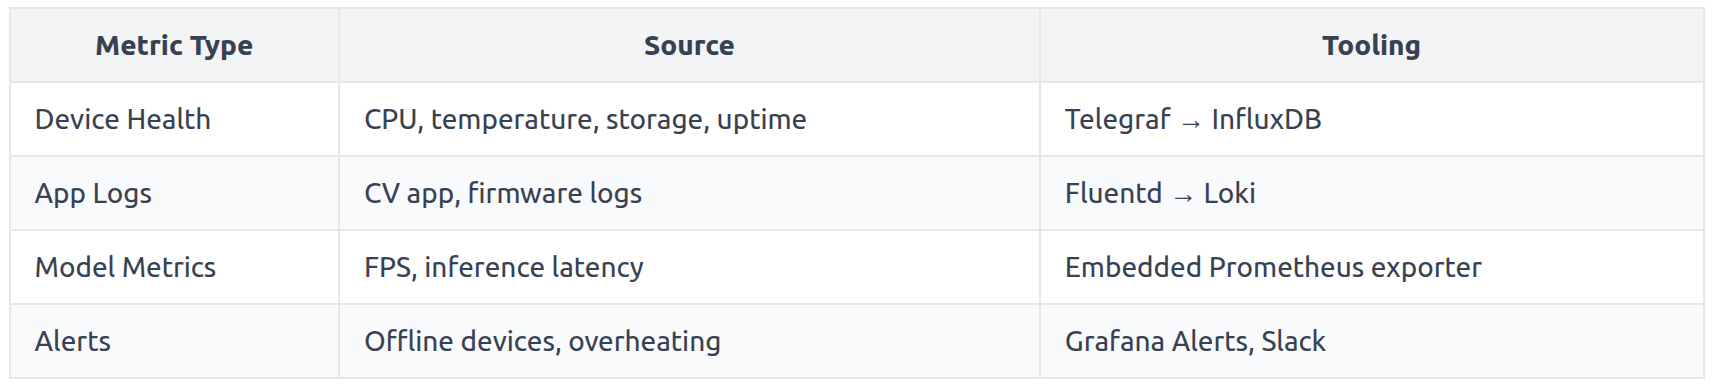 Metric Type Source Tooling
Device Health CPU, temperature, storage, uptime Telegraf → InfluxDB
App Logs CV app, firmware logs Fluentd → Loki
Model Metrics FPS, inference latency Embedded Prometheus exporter
Alerts Offline devices, overheating Grafana Alerts, Slack